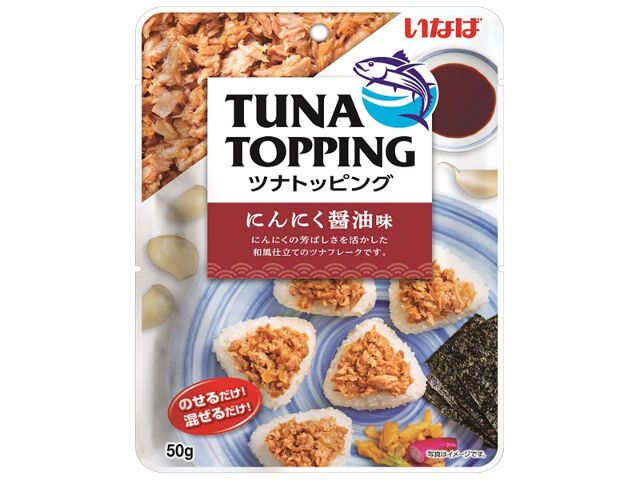 いなば
TUNA
TOPPING
ツナトッピング
にんにく醤油味
にんにくの芳ばしさを活かした
和風仕立てのツナフレークです。
のせるだけ!
混ぜるだけ!
50g
写真はイメージです。